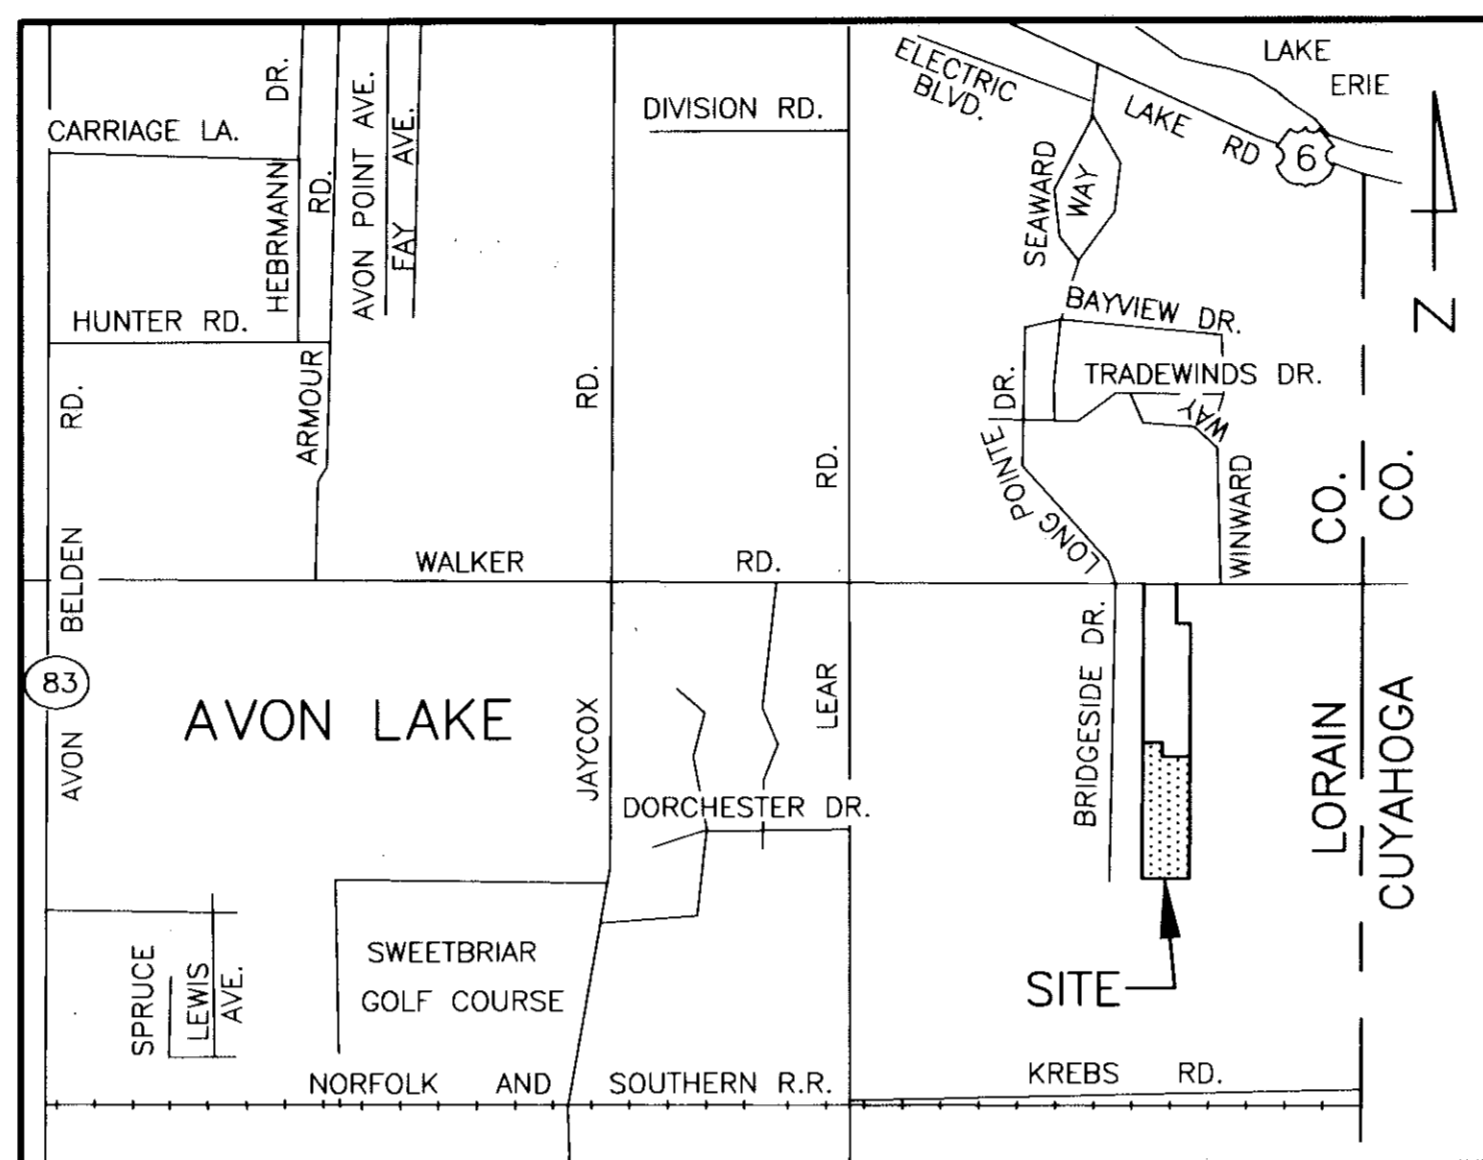 LAKE
ERIE
ELECTRIC
BLVD.
LAKE RD
6
DIVISION RD.
CARRIAGE LA.
HEBRMANN DR.
ARMOUR RD.
AVON POINT AVE.
FAY AVE.
SEAWARD
WAY
N
HUNTER RD.
BAYVIEW DR.
TRADEWINDS DR.
WAY
WINWARD
LONG POINTE DR.
WALKER RD.
AVON BELDEN RD.
83
AVON LAKE
JAYCOX RD.
LEAR RD.
BRIDGESIDE DR.
LORAIN CO.
CUYAHOGA CO.
DORCHESTER DR.
SWEETBRIAR
GOLF COURSE
SPRUCE
LEWIS
AVE.
SITE
NORFOLK AND SOUTHERN R.R.
KREBS RD.